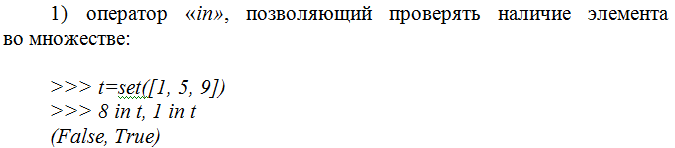 1) оператор «in», позволяющий проверять наличие элемента
во множестве:
>>> t=set([1, 5, 9])
>>> 8 in t, 1 in t
(False, True)